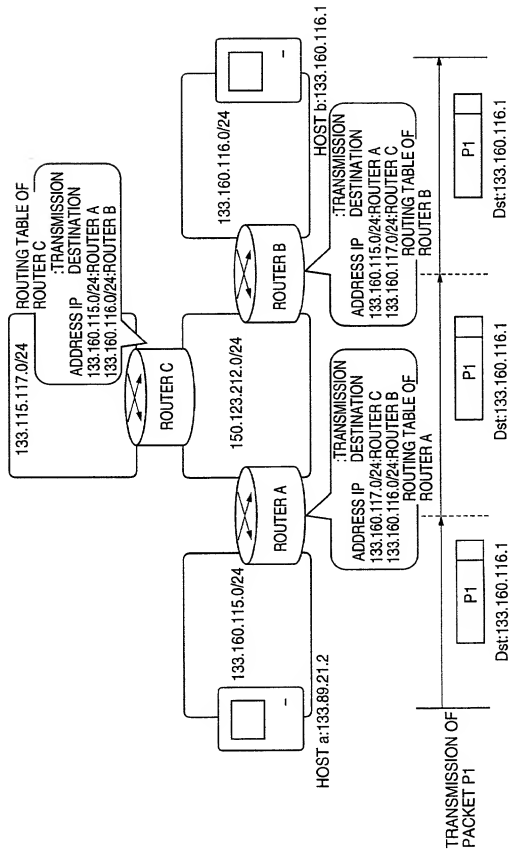 133.115.117.0/24
ROUTING TABLE OF
ROUTER C
:TRANSMISSION
ADDRESS IP DESTINATION
133.160.115.0/24:ROUTER A
133.160.116.0/24:ROUTER B
ROUTER C
133.160.115.0/24
HOST a:133.89.21.2
150.123.212.0/24
133.160.116.0/24
HOST b:133.160.116.1
ROUTER A
ROUTER B
:TRANSMISSION
ADDRESS IP DESTINATION
133.160.117.0/24:ROUTER C
133.160.116.0/24:ROUTER B
ROUTING TABLE OF
ROUTER A
:TRANSMISSION
ADDRESS IP DESTINATION
133.160.115.0/24:ROUTER A
133.160.117.0/24:ROUTER C
ROUTING TABLE OF
ROUTER B
TRANSMISSION OF
PACKET P1
P1
Dst:133.160.116.1
P1
Dst:133.160.116.1
P1
Dst:133.160.116.1